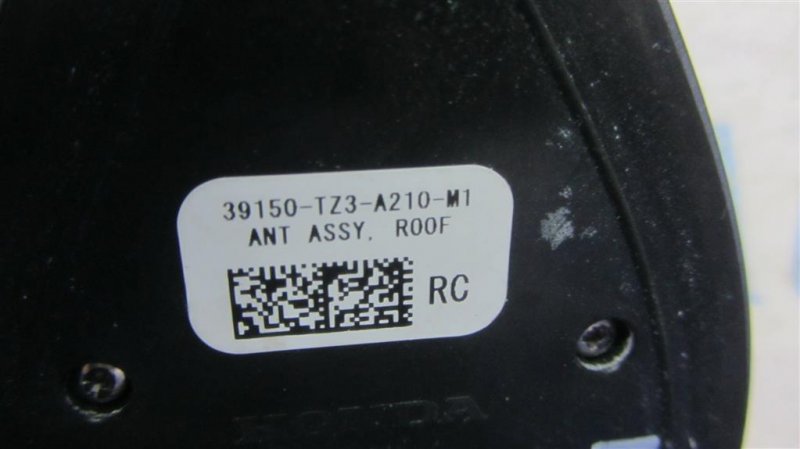 39150-TZ3-A210-M1
ANT ASSY, ROOF
RC